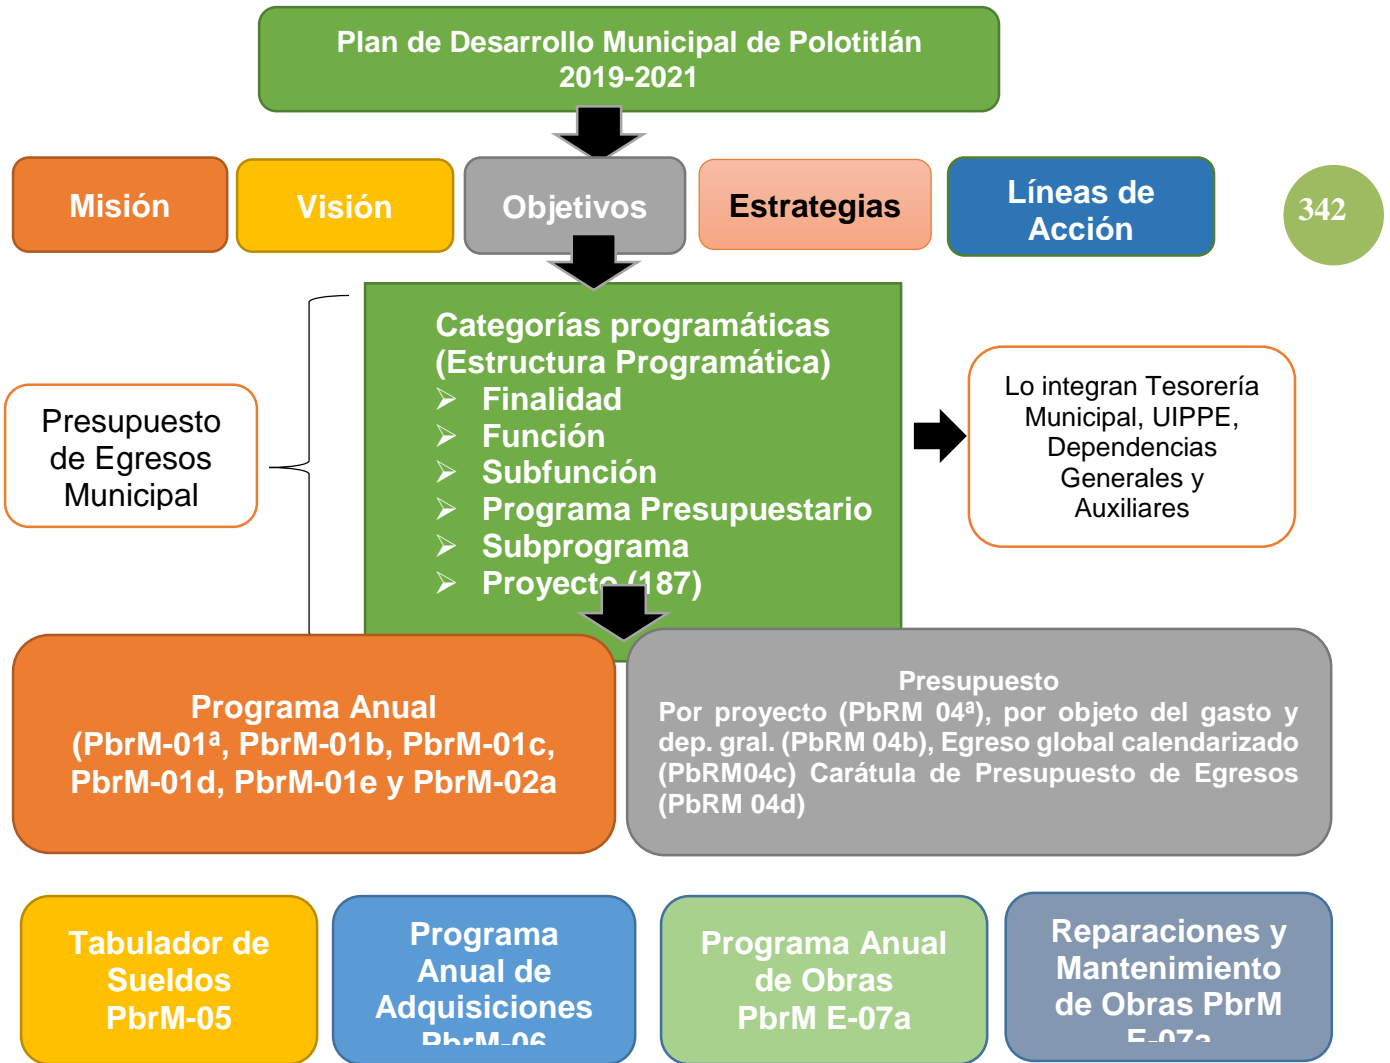 Plan de Desarrollo Municipal de Polotitlán
2019-2021
Misión
Visión
Objetivos
Estrategias
Líneas de
Acción
342
Categorías programáticas
(Estructura Programática)
➢ Finalidad
➢ Función
➢ Subfunción
➢ Programa Presupuestario
➢ Subprograma
➢ Proyecto (187)
Presupuesto
de Egresos
Municipal
Lo integran Tesorería
Municipal, UIPPE,
Dependencias
Generales y
Auxiliares
Programa Anual
(PbrM-01ª, PbrM-01b, PbrM-01c,
PbrM-01d, PbrM-01e y PbrM-02a
Presupuesto
Por proyecto (PbRM 04ª), por objeto del gasto y
dep. gral. (PbRM 04b), Egreso global calendarizado
(PbRM04c) Carátula de Presupuesto de Egresos
(PbRM 04d)
Tabulador de
Sueldos
PbrM-05
Programa
Anual de
Adquisiciones
PbrM-06
Programa Anual
de Obras
PbrM E-07a
Reparaciones y
Mantenimiento
de Obras PbrM
E-07a